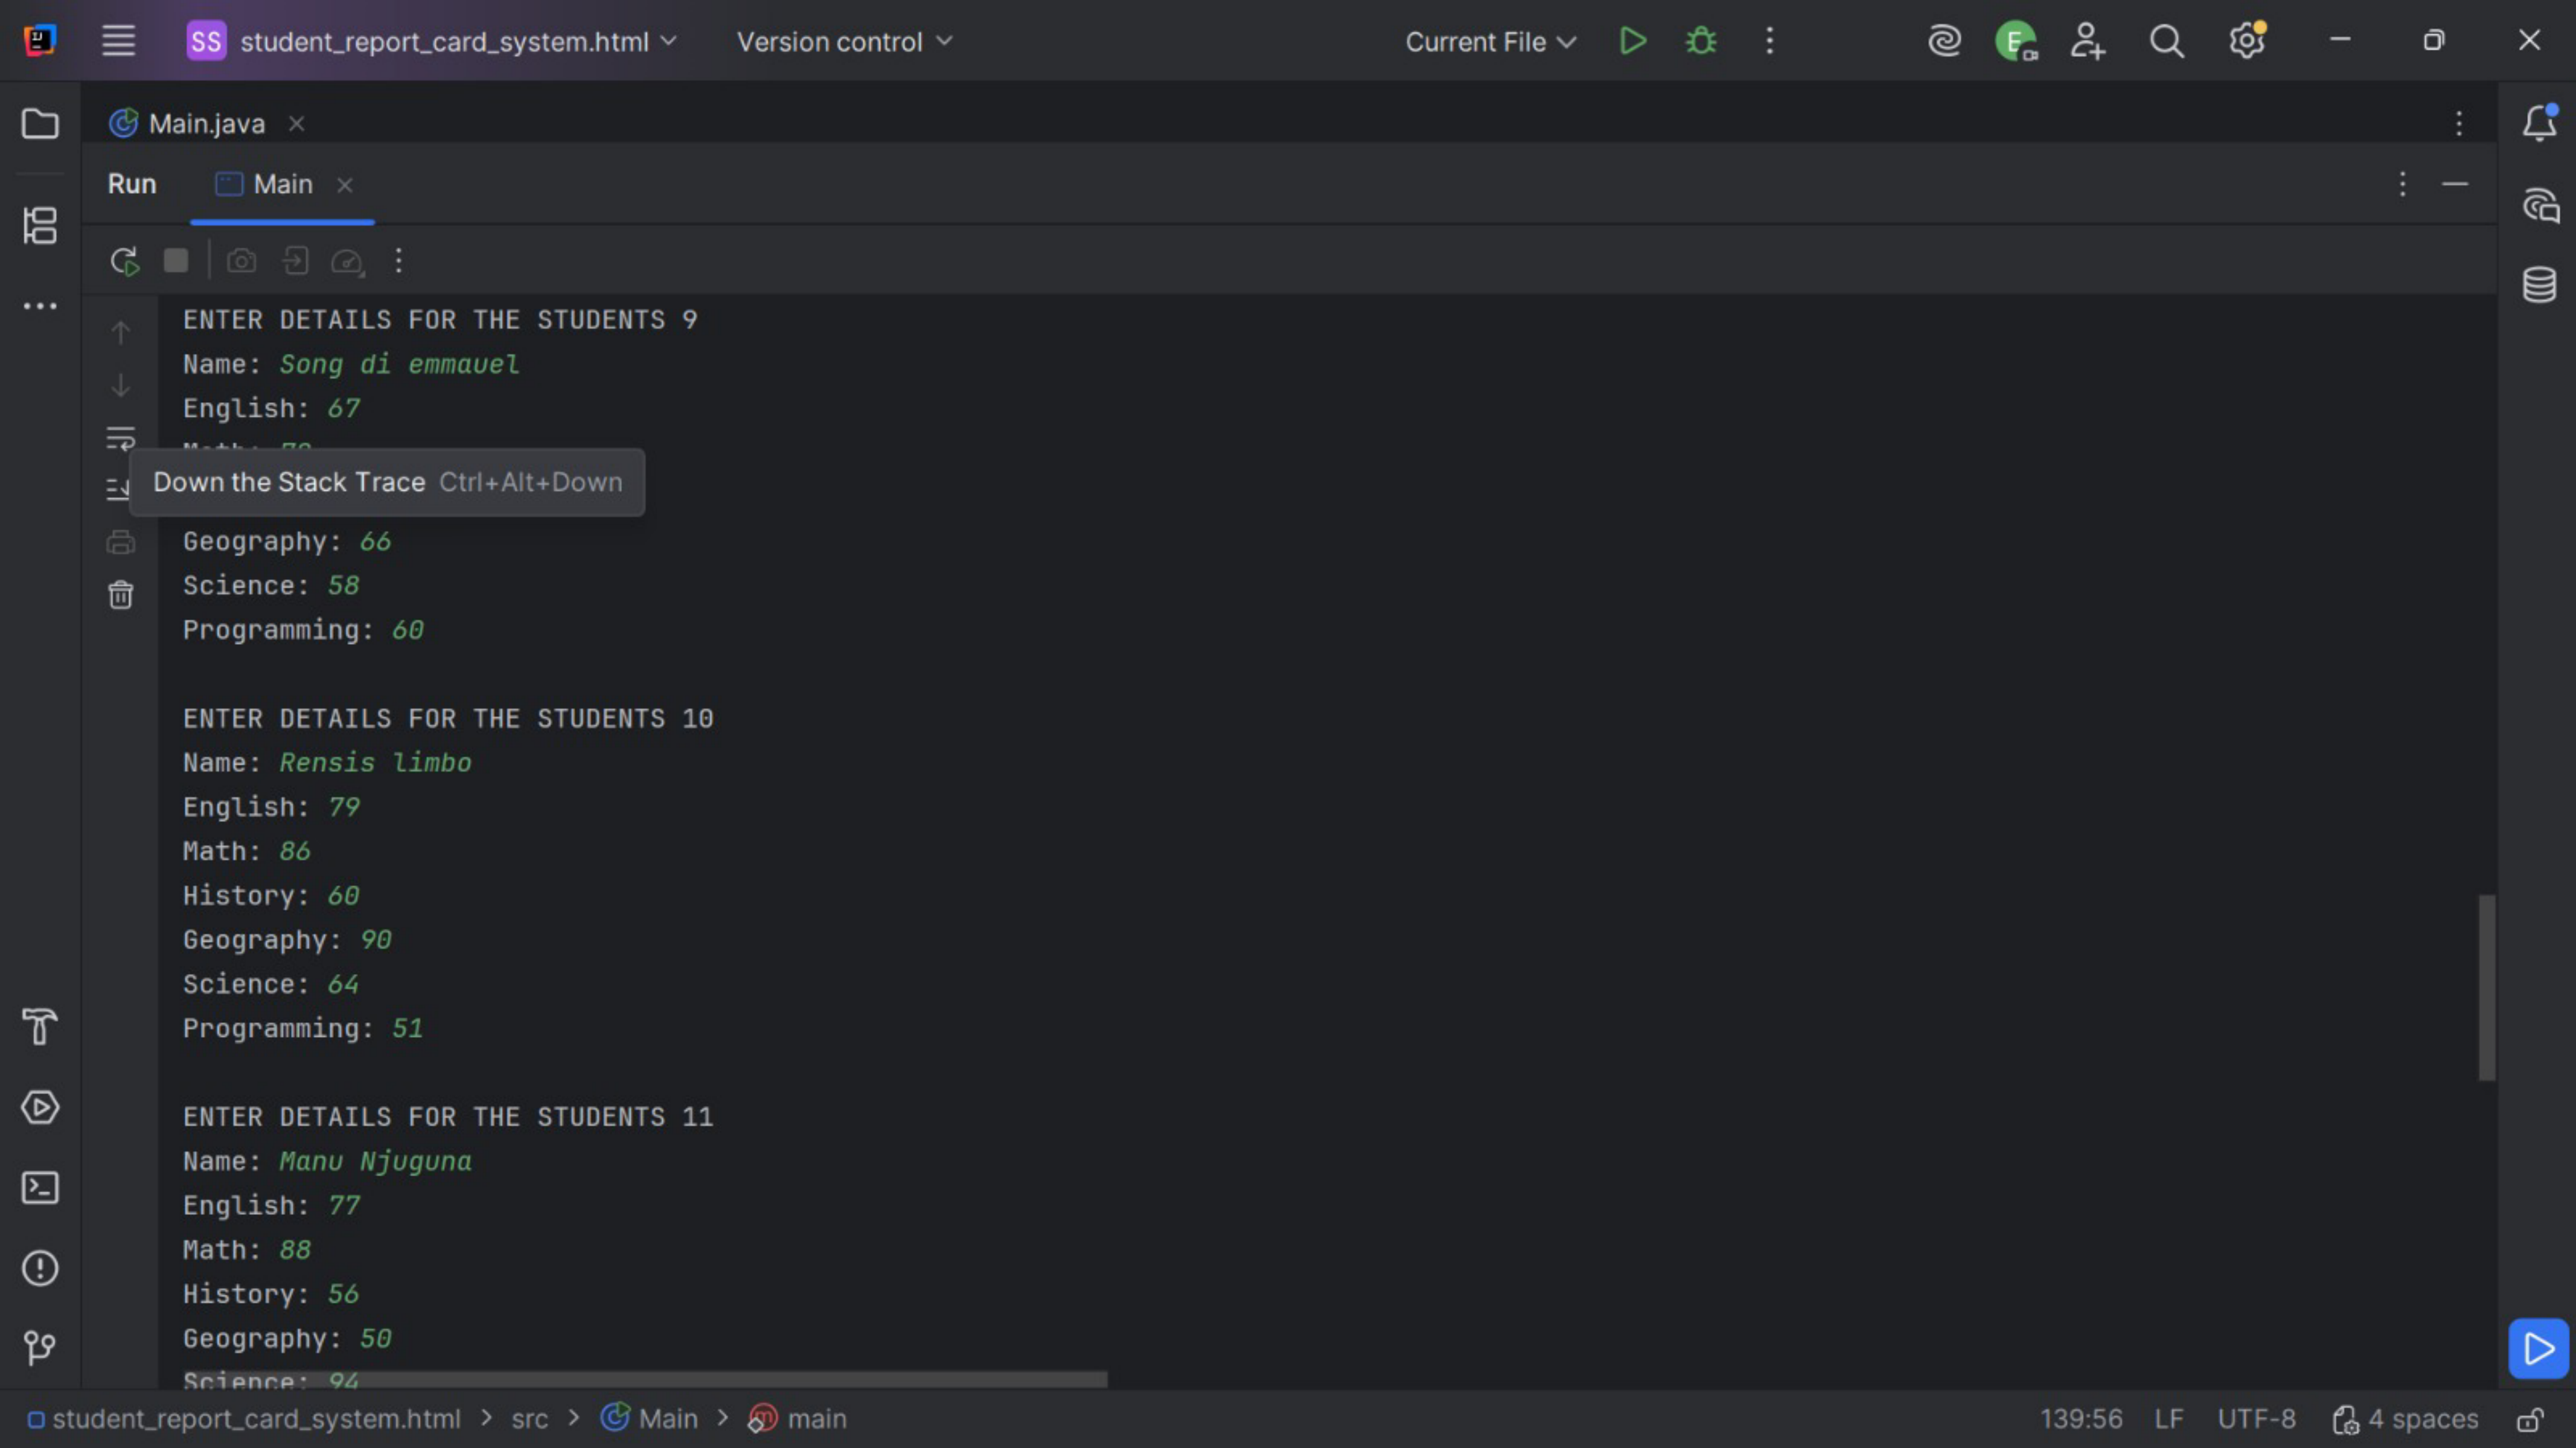 SS student_report_card_system.html Version control Current File E
Main.java
Run Main
ENTER DETAILS FOR THE STUDENTS 9
Name: Song di emmauel
English: 67
Down the Stack Trace Ctrl+Alt+Down
Geography: 66
Science: 58
Programming: 60
ENTER DETAILS FOR THE STUDENTS 10
Name: Rensis limbo
English: 79
Math: 86
History: 60
Geography: 90
Science: 64
Programming: 51
ENTER DETAILS FOR THE STUDENTS 11
Name: Manu Njuguna
English: 77
Math: 88
History: 56
Geography: 50
Science: 94
student_report_card_system.html > src > Main > main 139:56 LF UTF-8 4 spaces